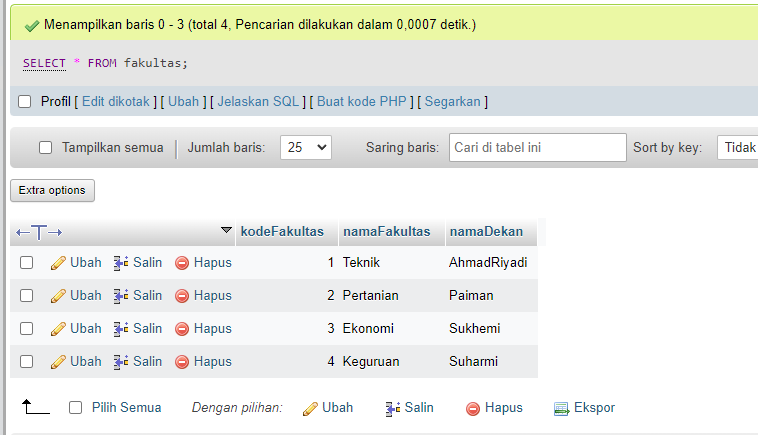 Menampilkan baris 0 - 3 (total 4, Pencarian dilakukan dalam 0,0007 detik.)
SELECT * FROM fakultas;
Profil [ Edit dikotak ] [ Ubah ] [ Jelaskan SQL ] [ Buat kode PHP ] [ Segarkan ]
Tampilkan semua Jumlah baris: 25 Saring baris: Cari di tabel ini Sort by key: Tidak
Extra options
kodeFakultas namaFakultas namaDekan
Ubah Salin Hapus 1 Teknik AhmadRiyadi
Ubah Salin Hapus 2 Pertanian Paiman
Ubah Salin Hapus 3 Ekonomi Sukhemi
Ubah Salin Hapus 4 Keguruan Suharmi
Pilih Semua Dengan pilihan: Ubah Salin Hapus Ekspor